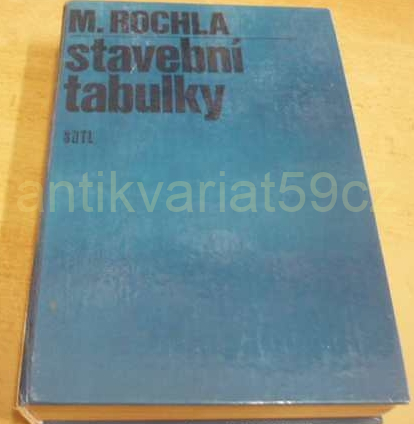 M. ROCHLA
stavební
tabulky
SNTL
antikvariat59cz